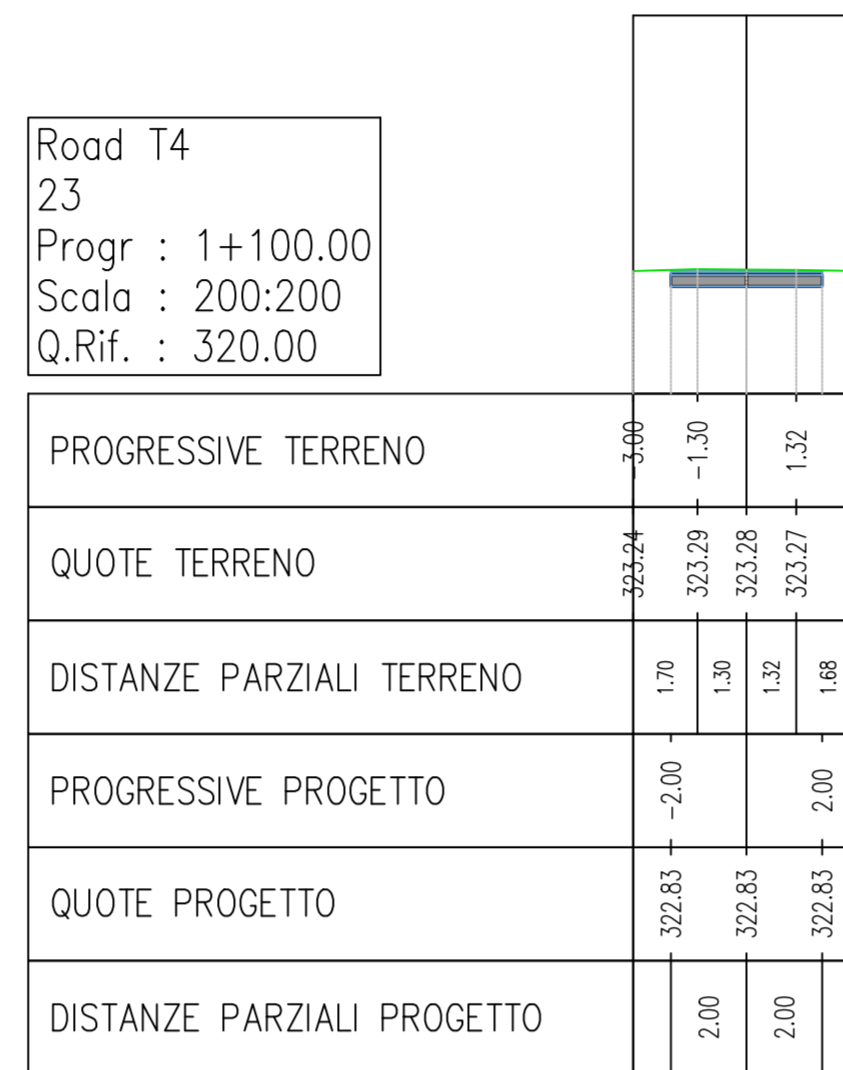 Road T4
23
Progr : 1+100.00
Scala : 200:200
Q.Rif. : 320.00
PROGRESSIVE TERRENO -3.00 -1.30 1.32
QUOTE TERRENO 323.24 323.29 323.28 323.27
DISTANZE PARZIALI TERRENO 1.70 1.30 1.32 1.68
PROGRESSIVE PROGETTO -2.00 2.00
QUOTE PROGETTO 322.83 322.83 322.83
DISTANZE PARZIALI PROGETTO 2.00 2.00